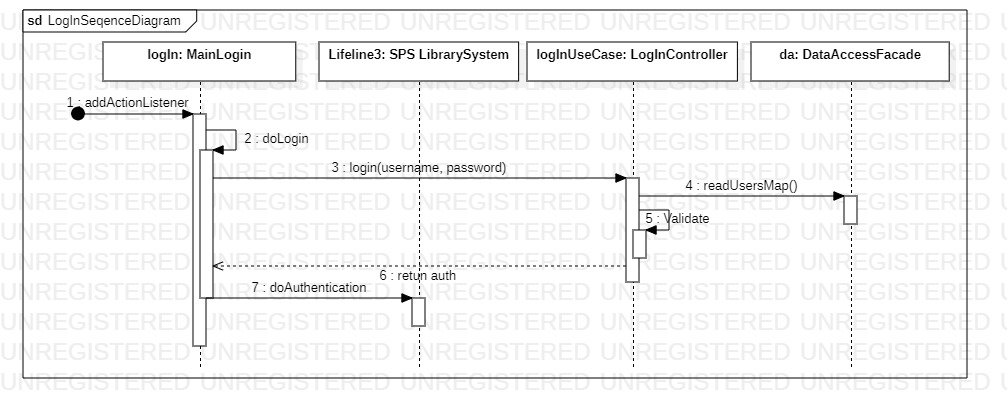 sd LogInSeqenceDiagram
logIn: MainLogin
Lifeline3: SPS LibrarySystem
logInUseCase: LogInController
da: DataAccessFacade
1 : addActionListener
2 : doLogin
3 : login(username, password)
4 : readUsersMap()
5 : Validate
6 : retun auth
7 : doAuthentication
UNREGISTERED UNREGISTERED UNREGISTERED UNREGISTERED UNREGISTERED